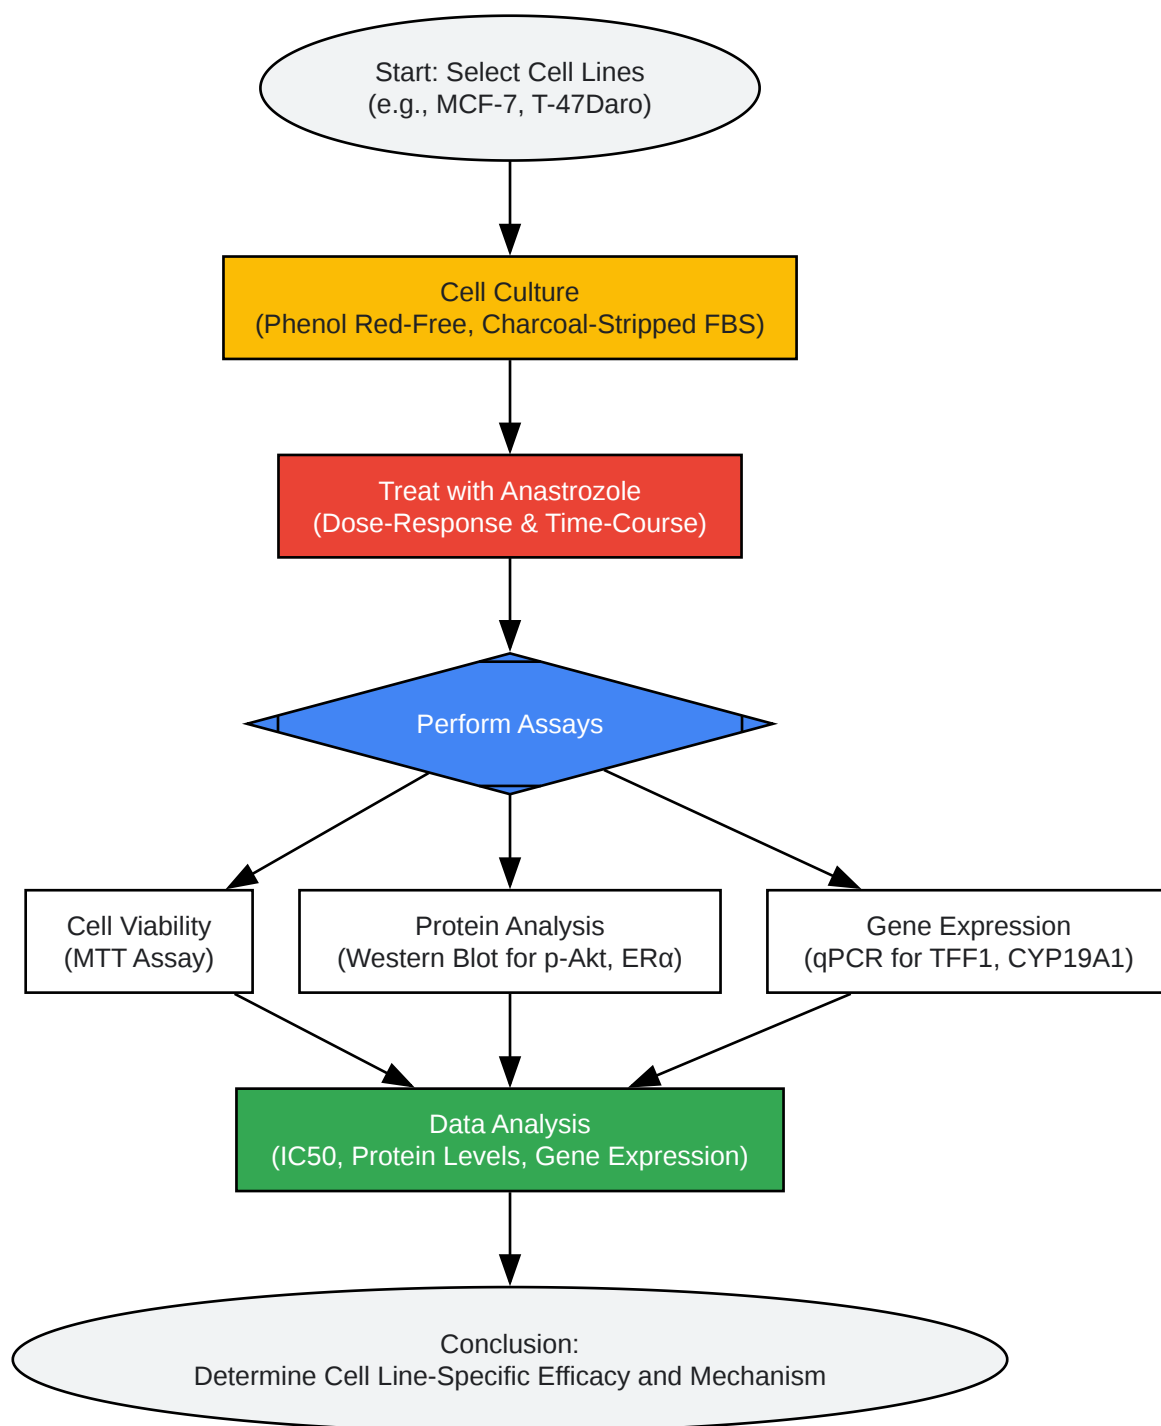 Start: Select Cell Lines
(e.g., MCF-7, T-47Daro)
Cell Culture
(Phenol Red-Free, Charcoal-Stripped FBS)
Treat with Anastrozole
(Dose-Response & Time-Course)
Perform Assays
Cell Viability
(MTT Assay)
Protein Analysis
(Western Blot for p-Akt, ERα)
Gene Expression
(qPCR for TFF1, CYP19A1)
Data Analysis
(IC50, Protein Levels, Gene Expression)
Conclusion:
Determine Cell Line-Specific Efficacy and Mechanism